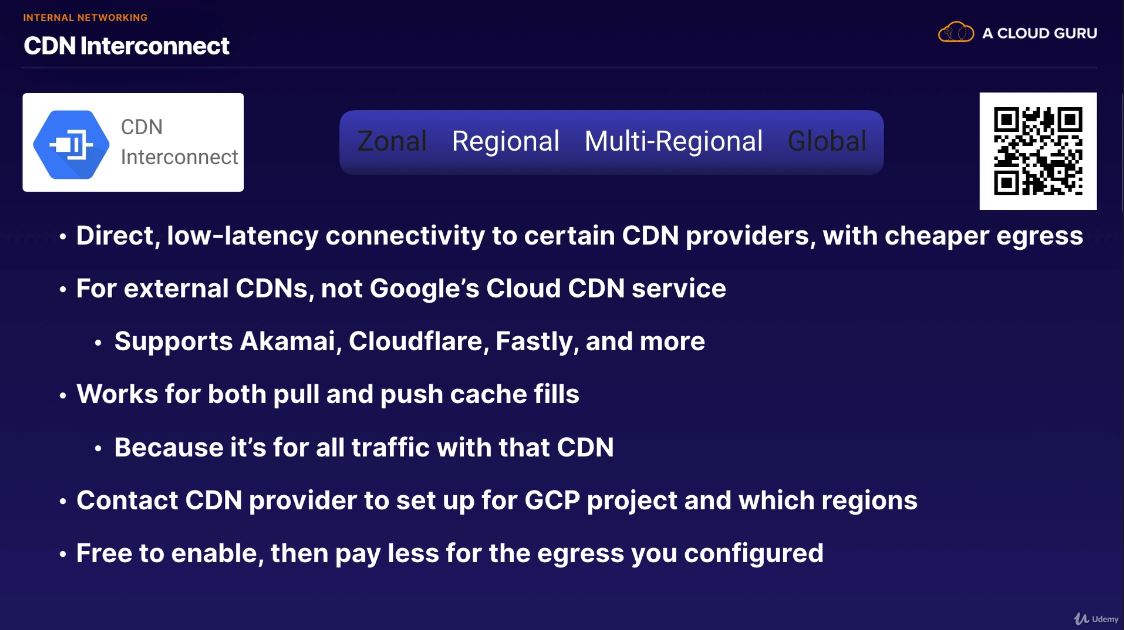 INTERNAL NETWORKING
CDN Interconnect
A CLOUD GURU
CDN
Interconnect
Zonal Regional Multi-Regional Global
• Direct, low-latency connectivity to certain CDN providers, with cheaper egress
• For external CDNs, not Google’s Cloud CDN service
• Supports Akamai, Cloudflare, Fastly, and more
• Works for both pull and push cache fills
• Because it’s for all traffic with that CDN
• Contact CDN provider to set up for GCP project and which regions
• Free to enable, then pay less for the egress you configured
Udemy